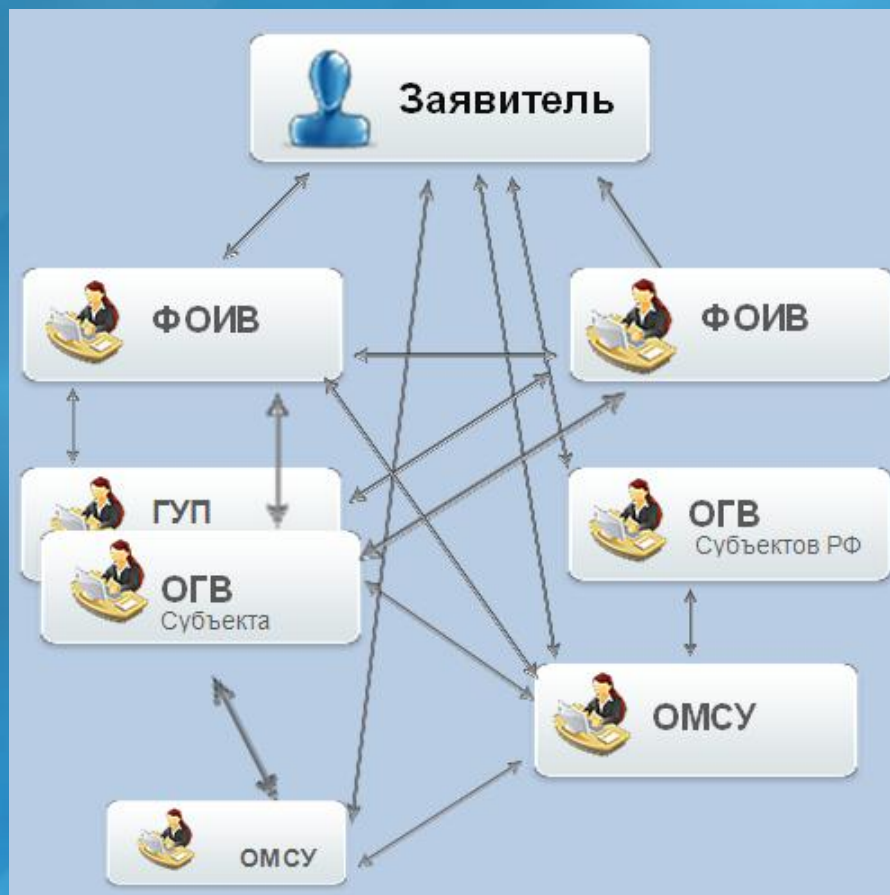 Заявитель
ФОИВ
ФОИВ
ГУП
ОГВ
Субъекта
ОГВ
Субъектов РФ
ОМСУ
ОМСУ